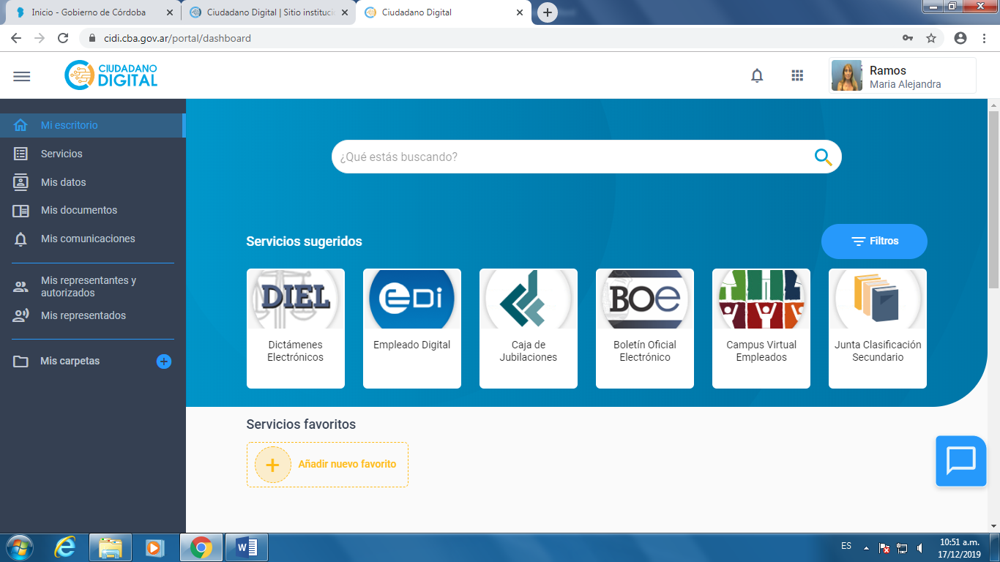 Inicio - Gobierno de Córdoba
Ciudadano Digital | Sitio instituci
Ciudadano Digital
cidi.cba.gov.ar/portal/dashboard
CIUDADANO
DIGITAL
Ramos
Maria Alejandra
Mi escritorio
Servicios
Mis datos
Mis documentos
Mis comunicaciones
Mis representantes y
autorizados
Mis representados
Mis carpetas
¿Qué estás buscando?
Servicios sugeridos
Filtros
DIEL
Dictámenes
Electrónicos
eDi
Empleado Digital
Caja de
Jubilaciones
BOe
Boletín Oficial
Electrónico
Campus Virtual
Empleados
Junta Clasificación
Secundario
Servicios favoritos
Añadir nuevo favorito
ES
10:51 a.m.
17/12/2019